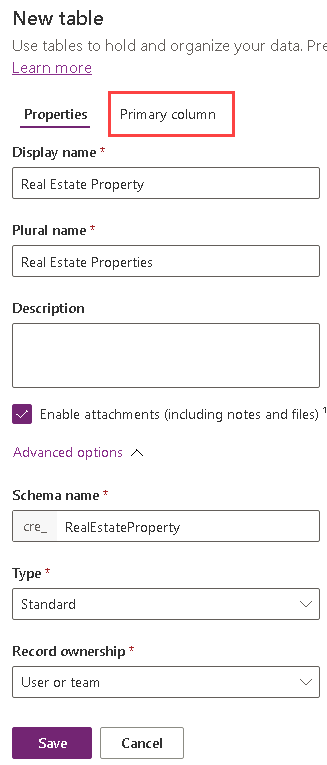 New table
Use tables to hold and organize your data. Pre
Learn more
Properties
Primary column
Display name *
Real Estate Property
Plural name *
Real Estate Properties
Description
Enable attachments (including notes and files) 1
Advanced options
Schema name *
cre_ RealEstateProperty
Type *
Standard
Record ownership *
User or team
Save
Cancel